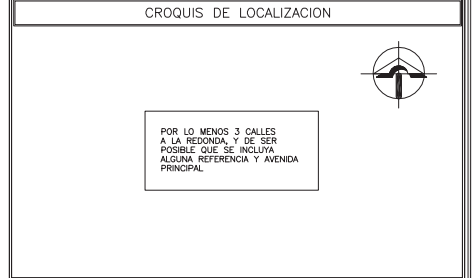 CROQUIS DE LOCALIZACION
POR LO MENOS 3 CALLES
A LA REDONDA, Y DE SER
POSIBLE QUE SE INCLUYA
ALGUNA REFERENCIA Y AVENIDA
PRINCIPAL